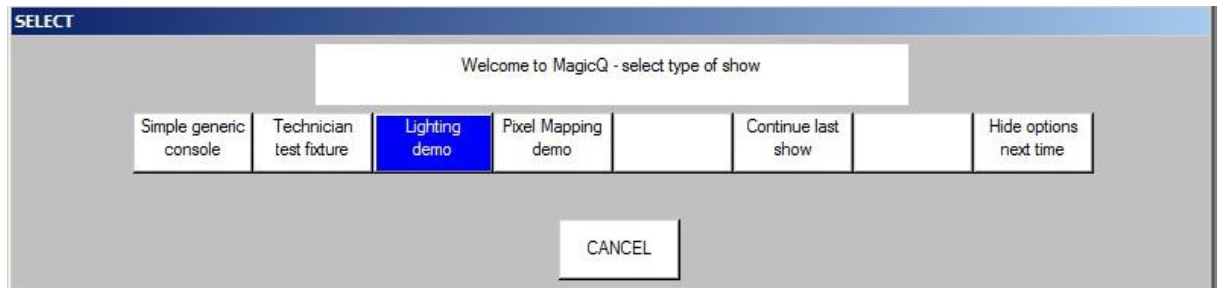 SELECT
Welcome to MagicQ - select type of show
Simple generic
console
Technician
test fixture
Lighting
demo
Pixel Mapping
demo
Continue last
show
Hide options
next time
CANCEL